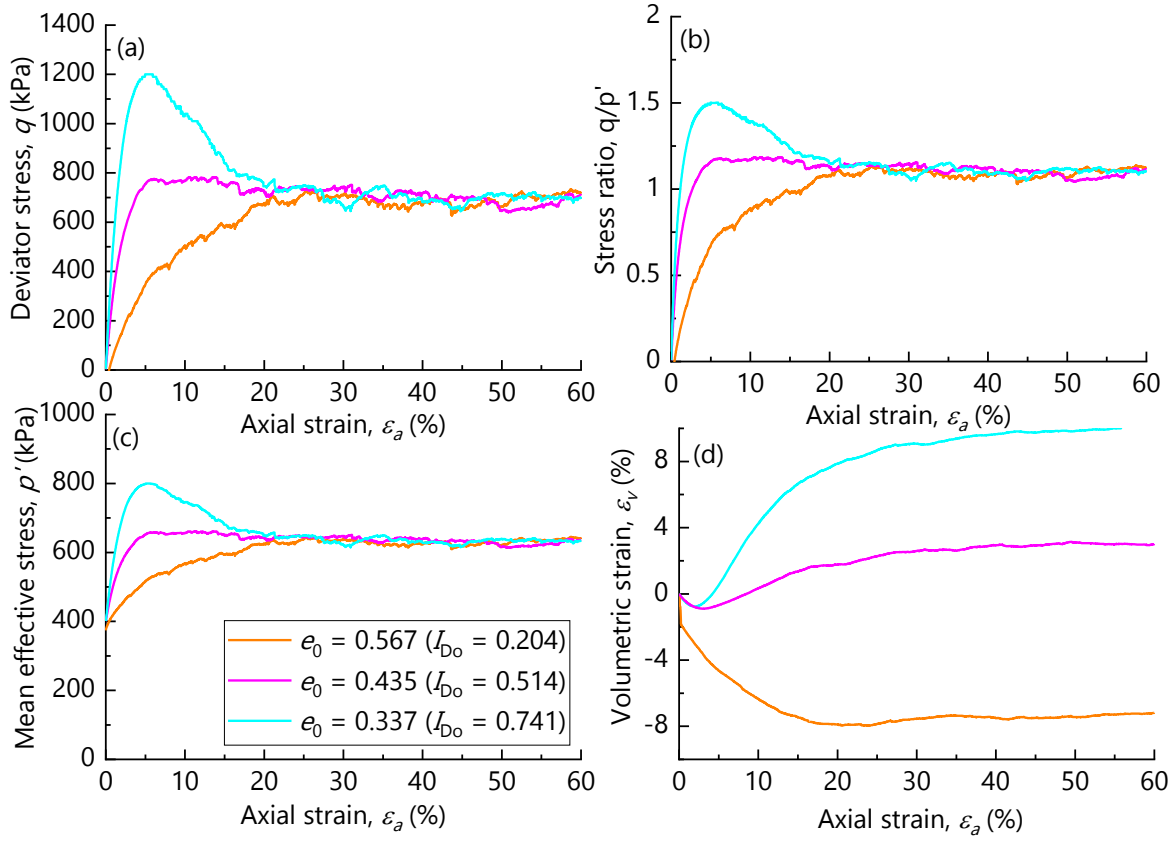 (a)
Deviator stress, q (kPa)
1400
1200
1000
800
600
400
200
0
0 10 20 30 40 50 60
Axial strain, εa (%)
(b)
Stress ratio, q/p'
2
1.5
1
0.5
0
0 10 20 30 40 50 60
Axial strain, εa (%)
(c)
Mean effective stress, p' (kPa)
1000
800
600
400
200
0
0 10 20 30 40 50 60
Axial strain, εa (%)
e0 = 0.567 (IDo = 0.204)
e0 = 0.435 (IDo = 0.514)
e0 = 0.337 (IDo = 0.741)
(d)
Volumetric strain, εv (%)
8
4
0
-4
-8
0 10 20 30 40 50 60
Axial strain, εa (%)